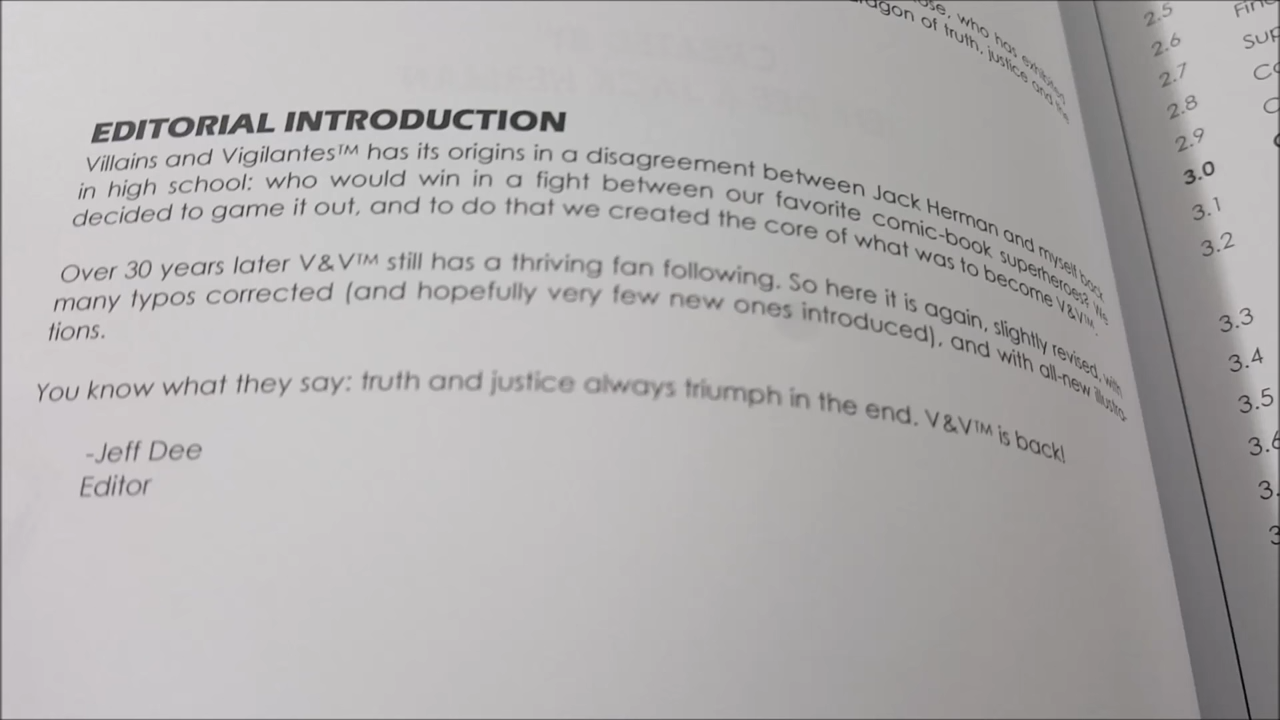 ose, who has exhibited
agon of truth, justice and the
EDITORIAL INTRODUCTION
Villains and Vigilantes™ has its origins in a disagreement between Jack Herman and myself back
in high school: who would win in a fight between our favorite comic-book superheroes? We
decided to game it out, and to do that we created the core of what was to become V&V™.
Over 30 years later V&V™ still has a thriving fan following. So here it is again, slightly revised, with
many typos corrected (and hopefully very few new ones introduced), and with all-new illustra-
tions.
You know what they say: truth and justice always triumph in the end. V&V™ is back!
-Jeff Dee
Editor
2.5
2.6
2.7
2.8
2.9
3.0
3.1
3.2
3.3
3.4
3.5